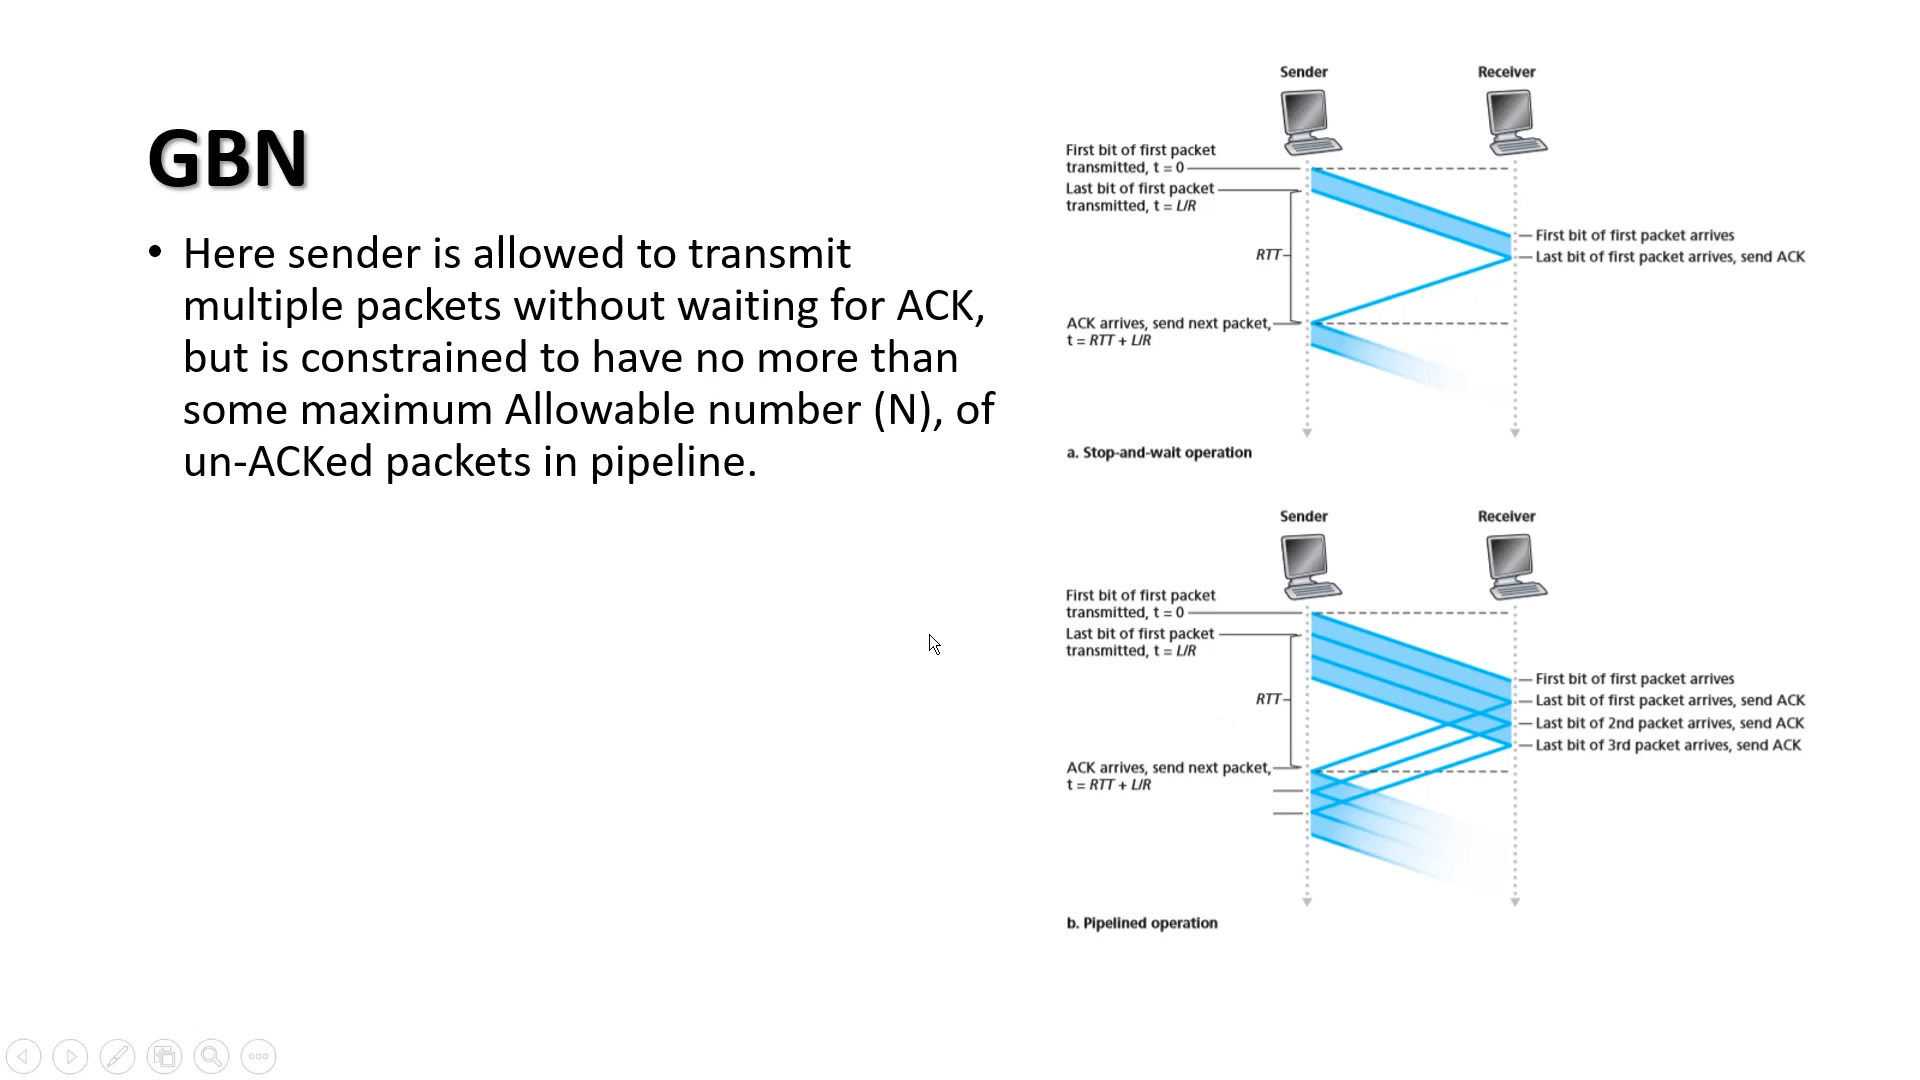 GBN
• Here sender is allowed to transmit
multiple packets without waiting for ACK,
but is constrained to have no more than
some maximum Allowable number (N), of
un-ACKed packets in pipeline.
Sender
Receiver
First bit of first packet
transmitted, t = 0
Last bit of first packet
transmitted, t = L/R
First bit of first packet arrives
RTT
Last bit of first packet arrives, send ACK
ACK arrives, send next packet,
t = RTT + L/R
a. Stop-and-wait operation
Sender
Receiver
First bit of first packet
transmitted, t = 0
Last bit of first packet
transmitted, t = L/R
First bit of first packet arrives
RTT
Last bit of first packet arrives, send ACK
Last bit of 2nd packet arrives, send ACK
Last bit of 3rd packet arrives, send ACK
ACK arrives, send next packet,
t = RTT + L/R
b. Pipelined operation